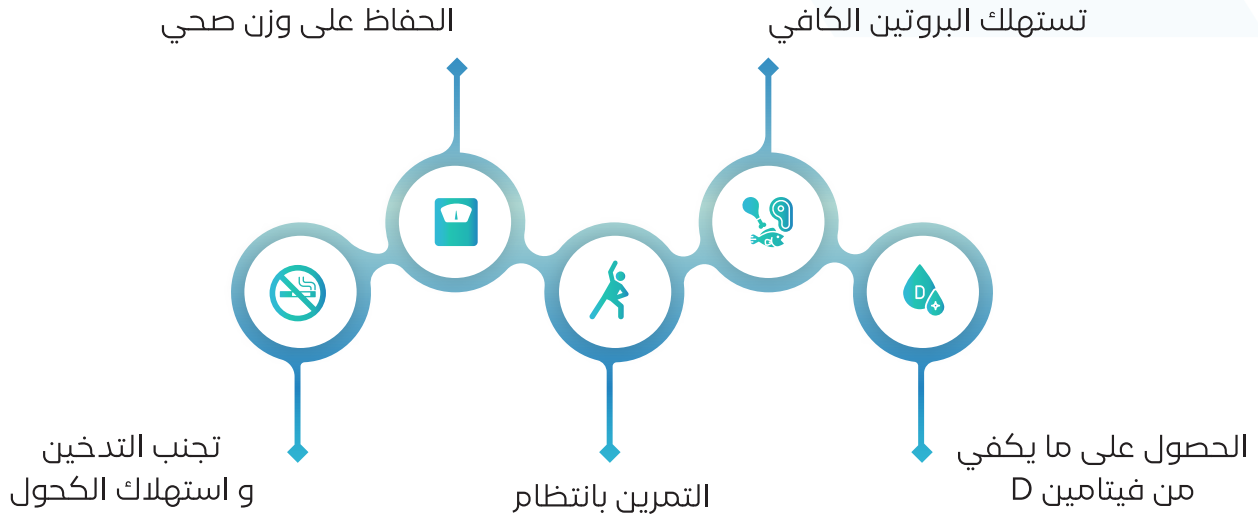 تستهلك البروتين الكافي
الحفاظ على وزن صحي
D
الحصول على ما يكفي
من فيتامين D
التمرين بانتظام
تجنب التدخين
و استهلاك الكحول